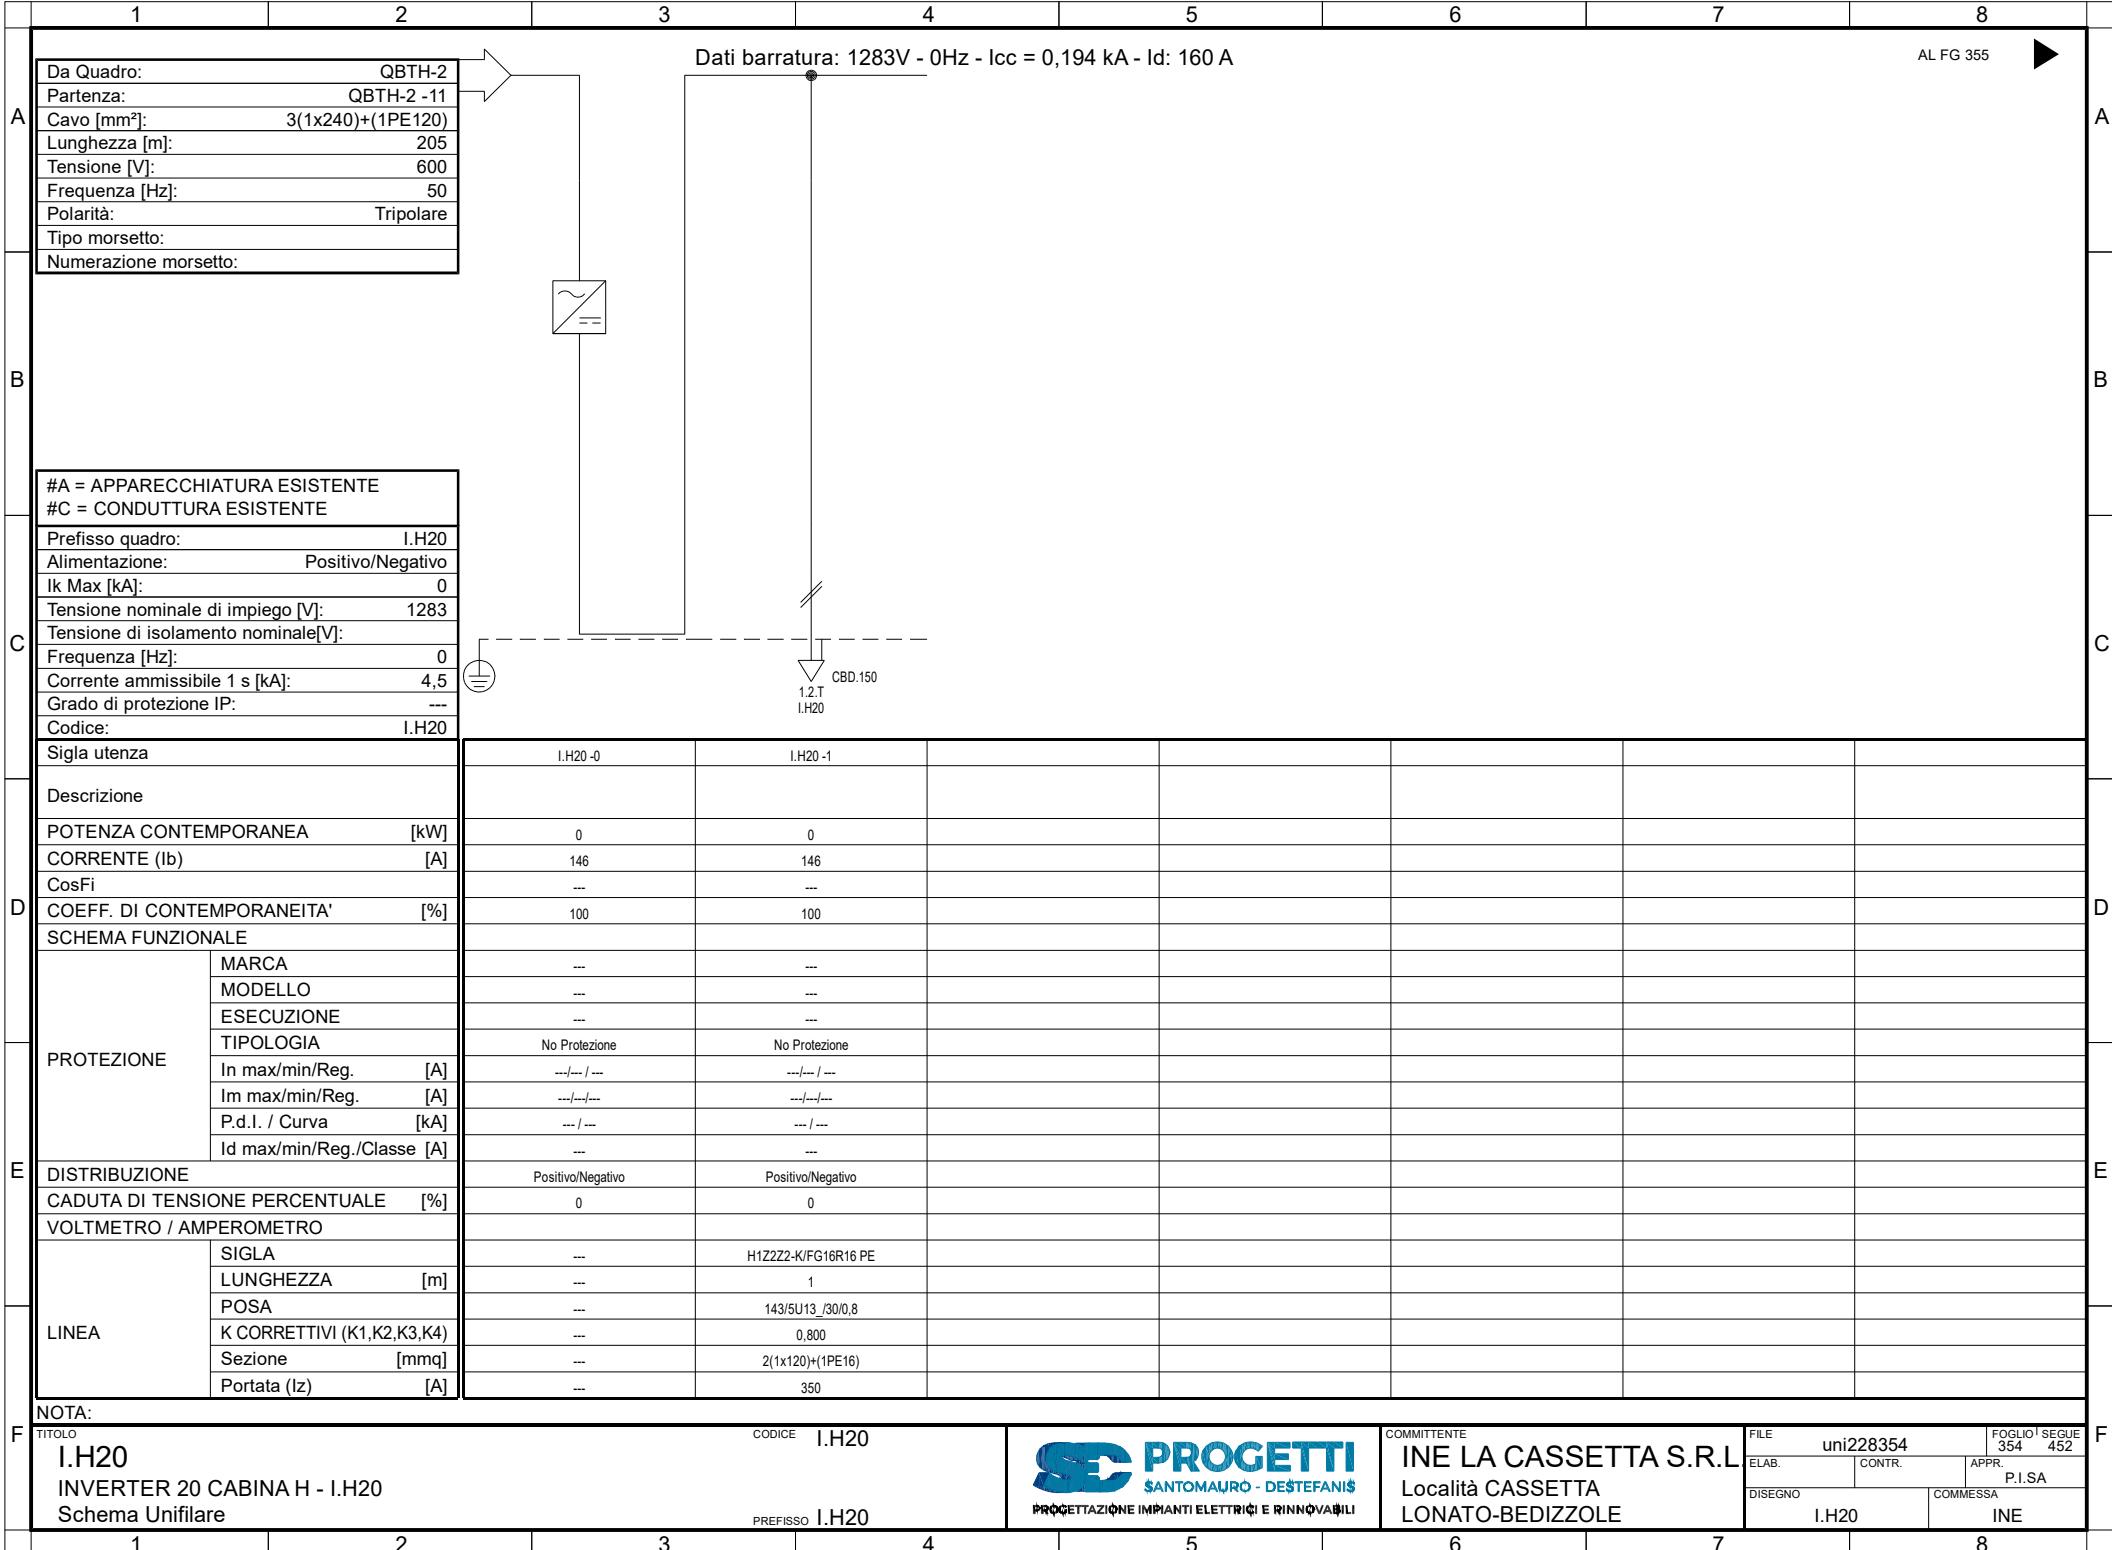 1 2 3 4 5 6 7 8
Dati barratura: 1283V - 0Hz - Icc = 0,194 kA - Id: 160 A
AL FG 355
Da Quadro: QBTH-2
Partenza: QBTH-2 -11
Cavo [mm²]: 3(1x240)+(1PE120)
Lunghezza [m]: 205
Tensione [V]: 600
Frequenza [Hz]: 50
Polarità: Tripolare
Tipo morsetto:
Numerazione morsetto:
A A
B B
#A = APPARECCHIATURA ESISTENTE
#C = CONDUTTURA ESISTENTE
Prefisso quadro: I.H20
Alimentazione: Positivo/Negativo
Ik Max [kA]: 0
Tensione nominale di impiego [V]: 1283
Tensione di isolamento nominale[V]:
Frequenza [Hz]: 0
Corrente ammissibile 1 s [kA]: 4,5
Grado di protezione IP: ---
Codice: I.H20
C C
CBD.150
1.2.T
I.H20
Sigla utenza I.H20 -0 I.H20 -1
Descrizione
POTENZA CONTEMPORANEA [kW] 0 0
CORRENTE (Ib) [A] 146 146
CosFi --- ---
D D
COEFF. DI CONTEMPORANEITA' [%] 100 100
SCHEMA FUNZIONALE
PROTEZIONE
MARCA --- ---
MODELLO --- ---
ESECUZIONE --- ---
TIPOLOGIA No Protezione No Protezione
In max/min/Reg. [A] ---/--- / --- ---/--- / ---
Im max/min/Reg. [A] ---/---/--- ---/---/---
P.d.I. / Curva [kA] --- / --- --- / ---
Id max/min/Reg./Classe [A] --- ---
E E
DISTRIBUZIONE Positivo/Negativo Positivo/Negativo
CADUTA DI TENSIONE PERCENTUALE [%] 0 0
VOLTMETRO / AMPEROMETRO
LINEA
SIGLA --- H1Z2Z2-K/FG16R16 PE
LUNGHEZZA [m] --- 1
POSA --- 143/5U13_/30/0,8
K CORRETTIVI (K1,K2,K3,K4) --- 0,800
Sezione [mmq] --- 2(1x120)+(1PE16)
Portata (Iz) [A] --- 350
NOTA:
F F
TITOLO
I.H20
INVERTER 20 CABINA H - I.H20
Schema Unifilare
CODICE I.H20
PREFISSO I.H20
PROGETTI
SANTOMAURO - DESTEFANIS
PROGETTAZIONE IMPIANTI ELETTRICI E RINNOVABILI
COMMITTENTE
INE LA CASSETTA S.R.L.
Località CASSETTA
LONATO-BEDIZZOLE
FILE uni228354
FOGLIO 354 SEGUE 452
ELAB. CONTR. APPR. P.I.SA
DISEGNO I.H20
COMMESSA INE
1 2 3 4 5 6 7 8